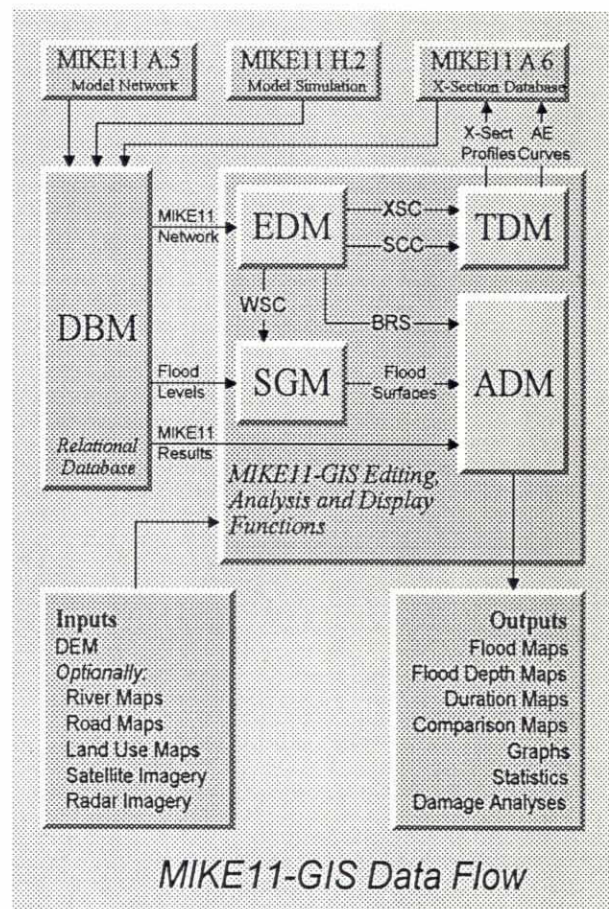 MIKE11 A.5
Model Network
MIKE11 H.2
Model Simulation
MIKE11 A.6
X-Section Database
X-Sect
Profiles
AE
Curves
DBM
Relational
Database
MIKE11
Network
EDM
XSC
SCC
TDM
WSC
BRS
Flood
Levels
SGM
Flood
Surfaces
ADM
MIKE11
Results
MIKE11-GIS Editing,
Analysis and Display
Functions
Inputs
DEM
Optionally:
River Maps
Road Maps
Land Use Maps
Satellite Imagery
Radar Imagery
Outputs
Flood Maps
Flood Depth Maps
Duration Maps
Comparison Maps
Graphs
Statistics
Damage Analyses
MIKE11-GIS Data Flow